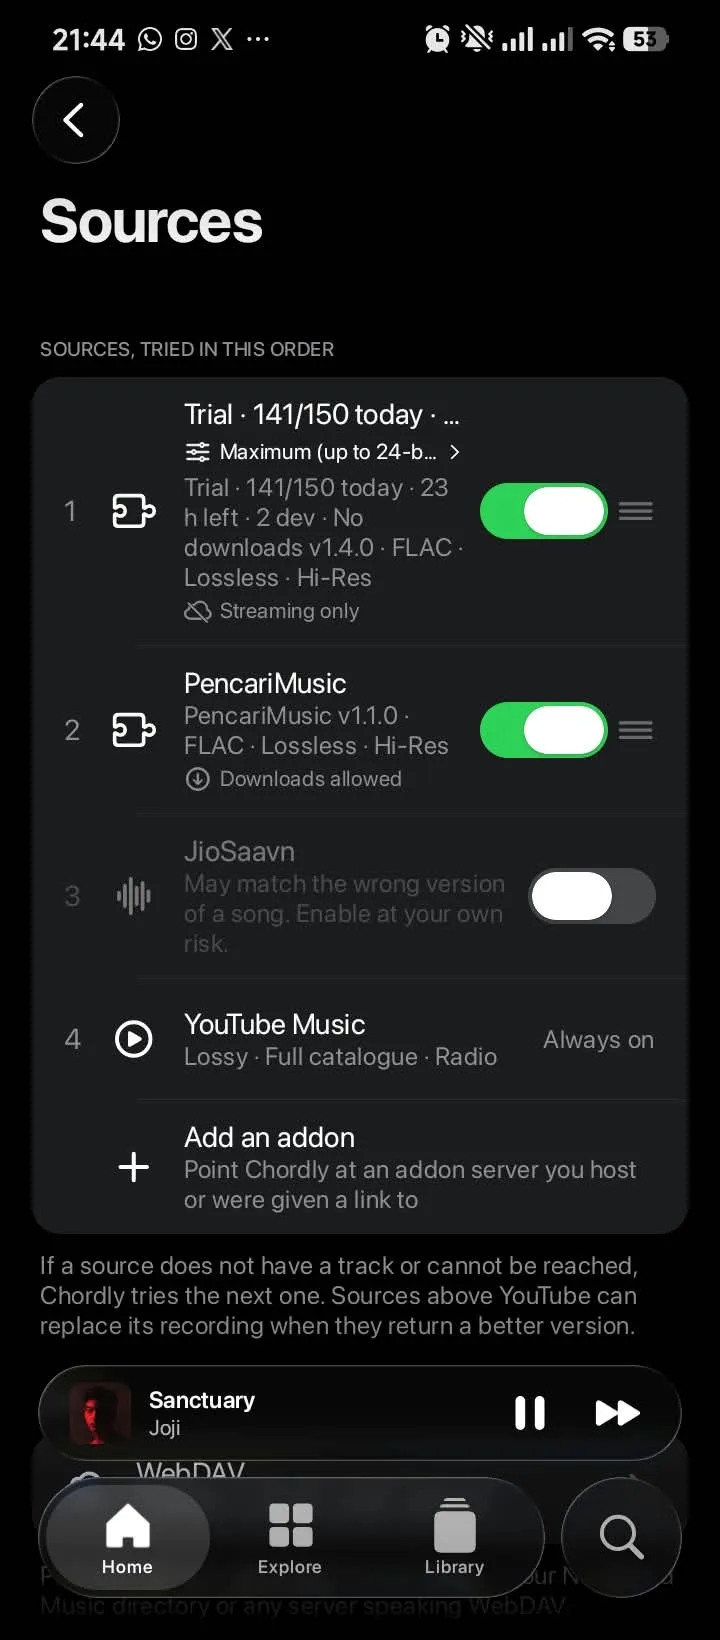 21:44
53
Sources
SOURCES, TRIED IN THIS ORDER
1
Trial · 141/150 today · ...
Maximum (up to 24-b...
Trial · 141/150 today · 23
h left · 2 dev · No
downloads v1.4.0 · FLAC ·
Lossless · Hi-Res
Streaming only
2
PencariMusic
PencariMusic v1.1.0 ·
FLAC · Lossless · Hi-Res
Downloads allowed
3
JioSaavn
May match the wrong version
of a song. Enable at your own
risk.
4
YouTube Music
Lossy · Full catalogue · Radio
Always on
Add an addon
Point Chordly at an addon server you host
or were given a link to
If a source does not have a track or cannot be reached,
Chordly tries the next one. Sources above YouTube can
replace its recording when they return a better version.
Sanctuary
Joji
WebDAV
Home
Explore
Library
Music directory or any server speaking WebDAV.